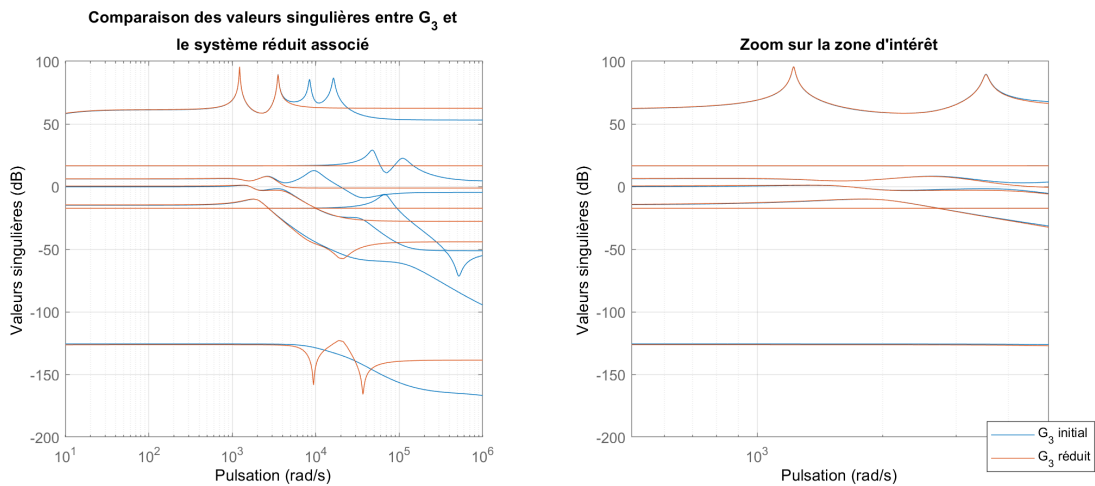 Comparaison des valeurs singulières entre G3 et
le système réduit associé
Valeurs singulières (dB)
100
50
0
-50
-100
-150
-200
10^1 10^2 10^3 10^4 10^5 10^6
Pulsation (rad/s)
Zoom sur la zone d'intérêt
Valeurs singulières (dB)
100
50
0
-50
-100
-150
-200
10^3
Pulsation (rad/s)
G3 initial
G3 réduit